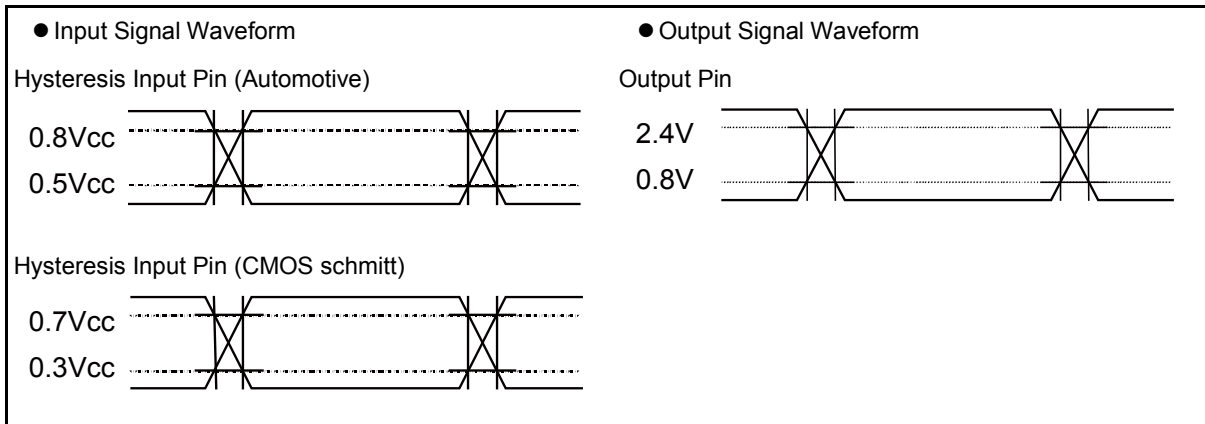 ● Input Signal Waveform
Hysteresis Input Pin (Automotive)
0.8Vcc
0.5Vcc
Hysteresis Input Pin (CMOS schmitt)
0.7Vcc
0.3Vcc
● Output Signal Waveform
Output Pin
2.4V
0.8V